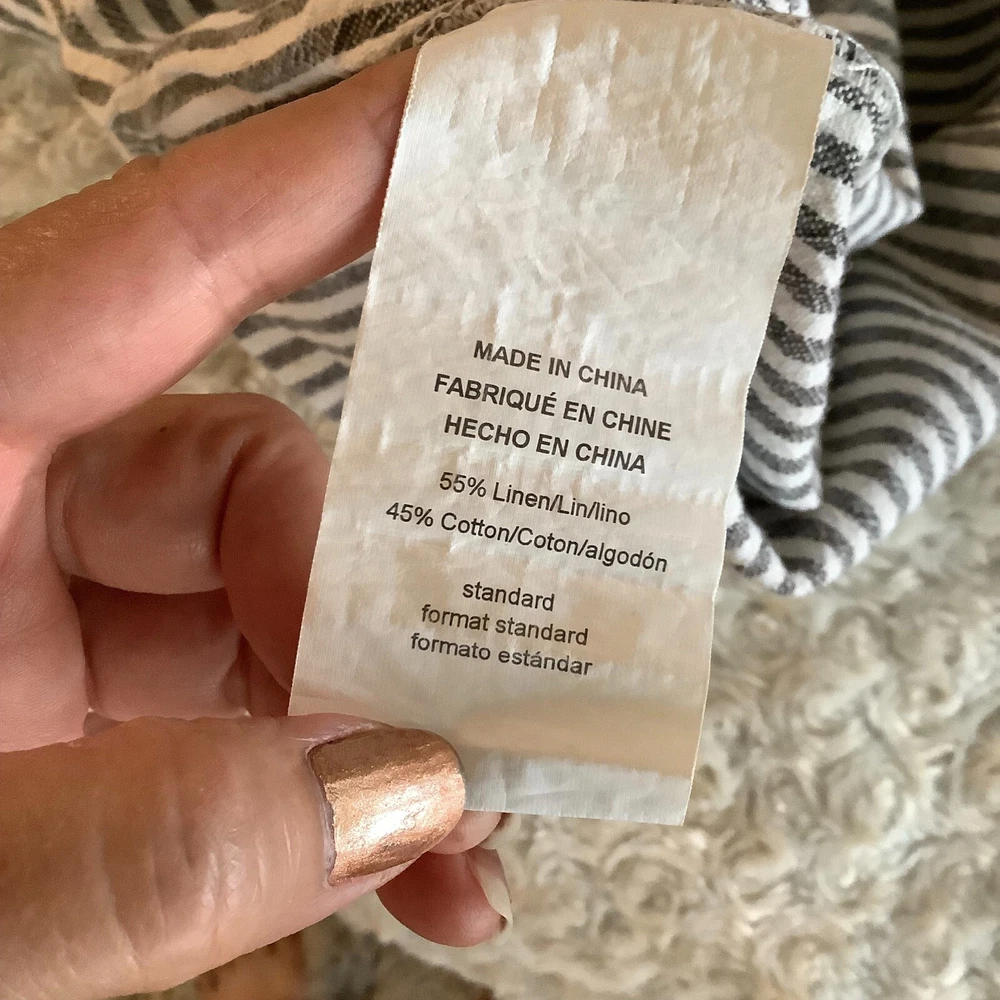 MADE IN CHINA
FABRIQUÉ EN CHINE
HECHO EN CHINA
55% Linen/Lin/lino
45% Cotton/Coton/algodón
standard
format standard
formato estándar